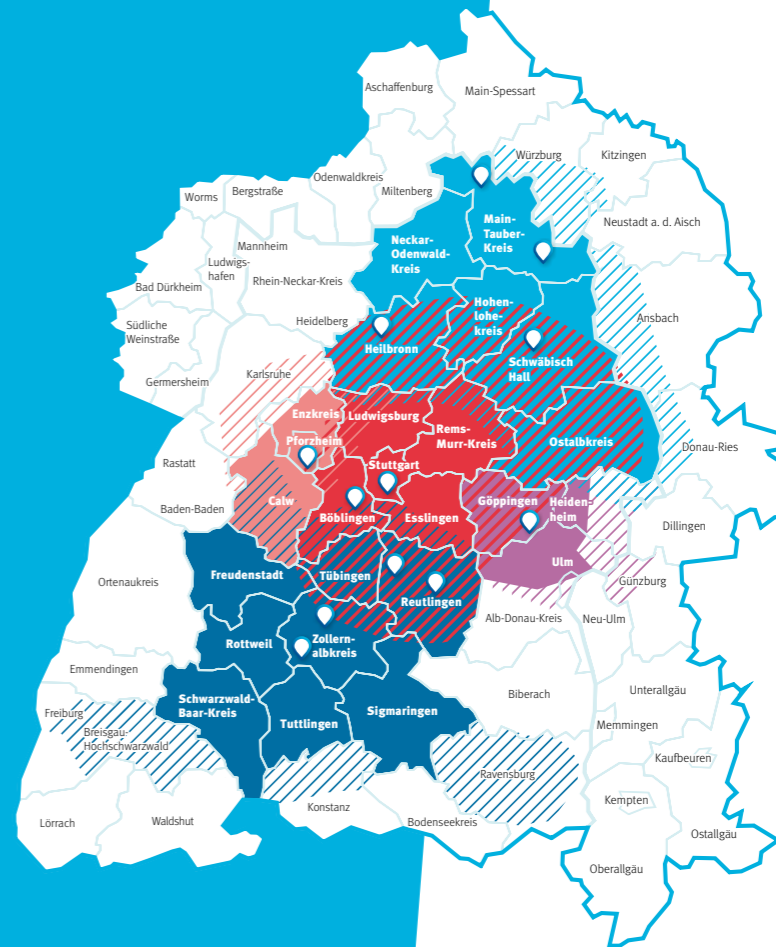 Aschaffenburg
Main-Spessart
Würzburg
Kitzingen
Odenwaldkreis
Bergstraße
Miltenberg
Worms
Main-
Tauber-
Kreis
Neustadt a. d. Aisch
Neckar-
Odenwald-
Kreis
Mannheim
Ludwigs-
hafen
Rhein-Neckar-Kreis
Bad Dürkheim
Hohen-
lohe-
kreis
Ansbach
Heidelberg
Südliche
Weinstraße
Heilbronn
Schwäbisch
Hall
Karlsruhe
Germersheim
Enzkreis
Ludwigsburg
Rems-
Murr-Kreis
Pforzheim
Ostalbkreis
Donau-Ries
Rastatt
Stuttgart
Calw
Göppingen
Heiden-
heim
Baden-Baden
Böblingen
Esslingen
Dillingen
Ulm
Freudenstadt
Tübingen
Ortenaukreis
Günzburg
Reutlingen
Alb-Donau-Kreis
Neu-Ulm
Rottweil
Zollern-
albkreis
Emmendingen
Biberach
Unterallgäu
Schwarzwald-
Baar-Kreis
Sigmaringen
Freiburg
Tuttlingen
Memmingen
Breisgau-
Hochschwarzwald
Kaufbeuren
Ravensburg
Kempten
Konstanz
Lörrach
Waldshut
Bodenseekreis
Ostallgäu
Oberallgäu